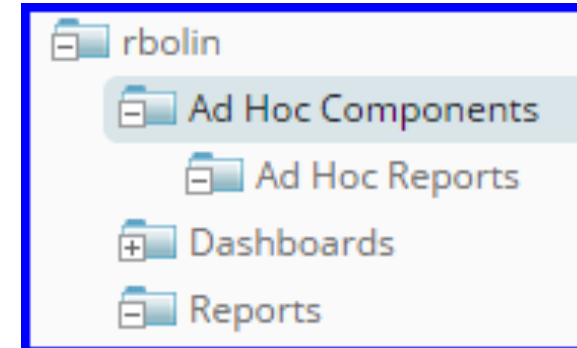 rbolin
Ad Hoc Components
Ad Hoc Reports
Dashboards
Reports